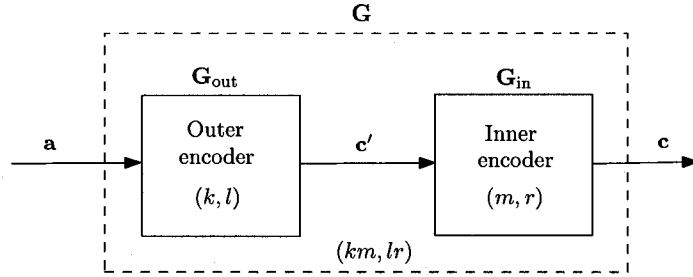 G
G_out
G_in
a
Outer
encoder
(k, l)
c′
Inner
encoder
(m, r)
c
(km, lr)